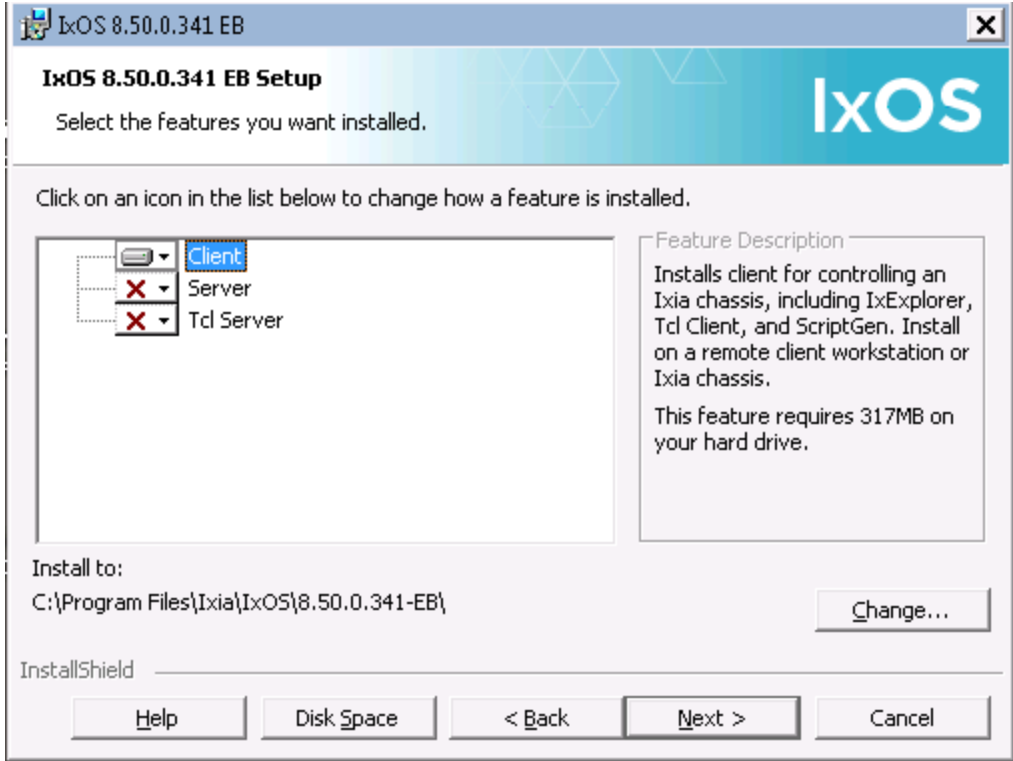 IxOS 8.50.0.341 EB
IxOS 8.50.0.341 EB Setup
Select the features you want installed.
IxOS
Click on an icon in the list below to change how a feature is installed.
Client
Server
Tcl Server
Feature Description
Installs client for controlling an
Ixia chassis, including IxExplorer,
Tcl Client, and ScriptGen. Install
on a remote client workstation or
Ixia chassis.
This feature requires 317MB on
your hard drive.
Install to:
C:\Program Files\Ixia\IxOS\8.50.0.341-EB\
Change...
InstallShield
Help
Disk Space
< Back
Next >
Cancel